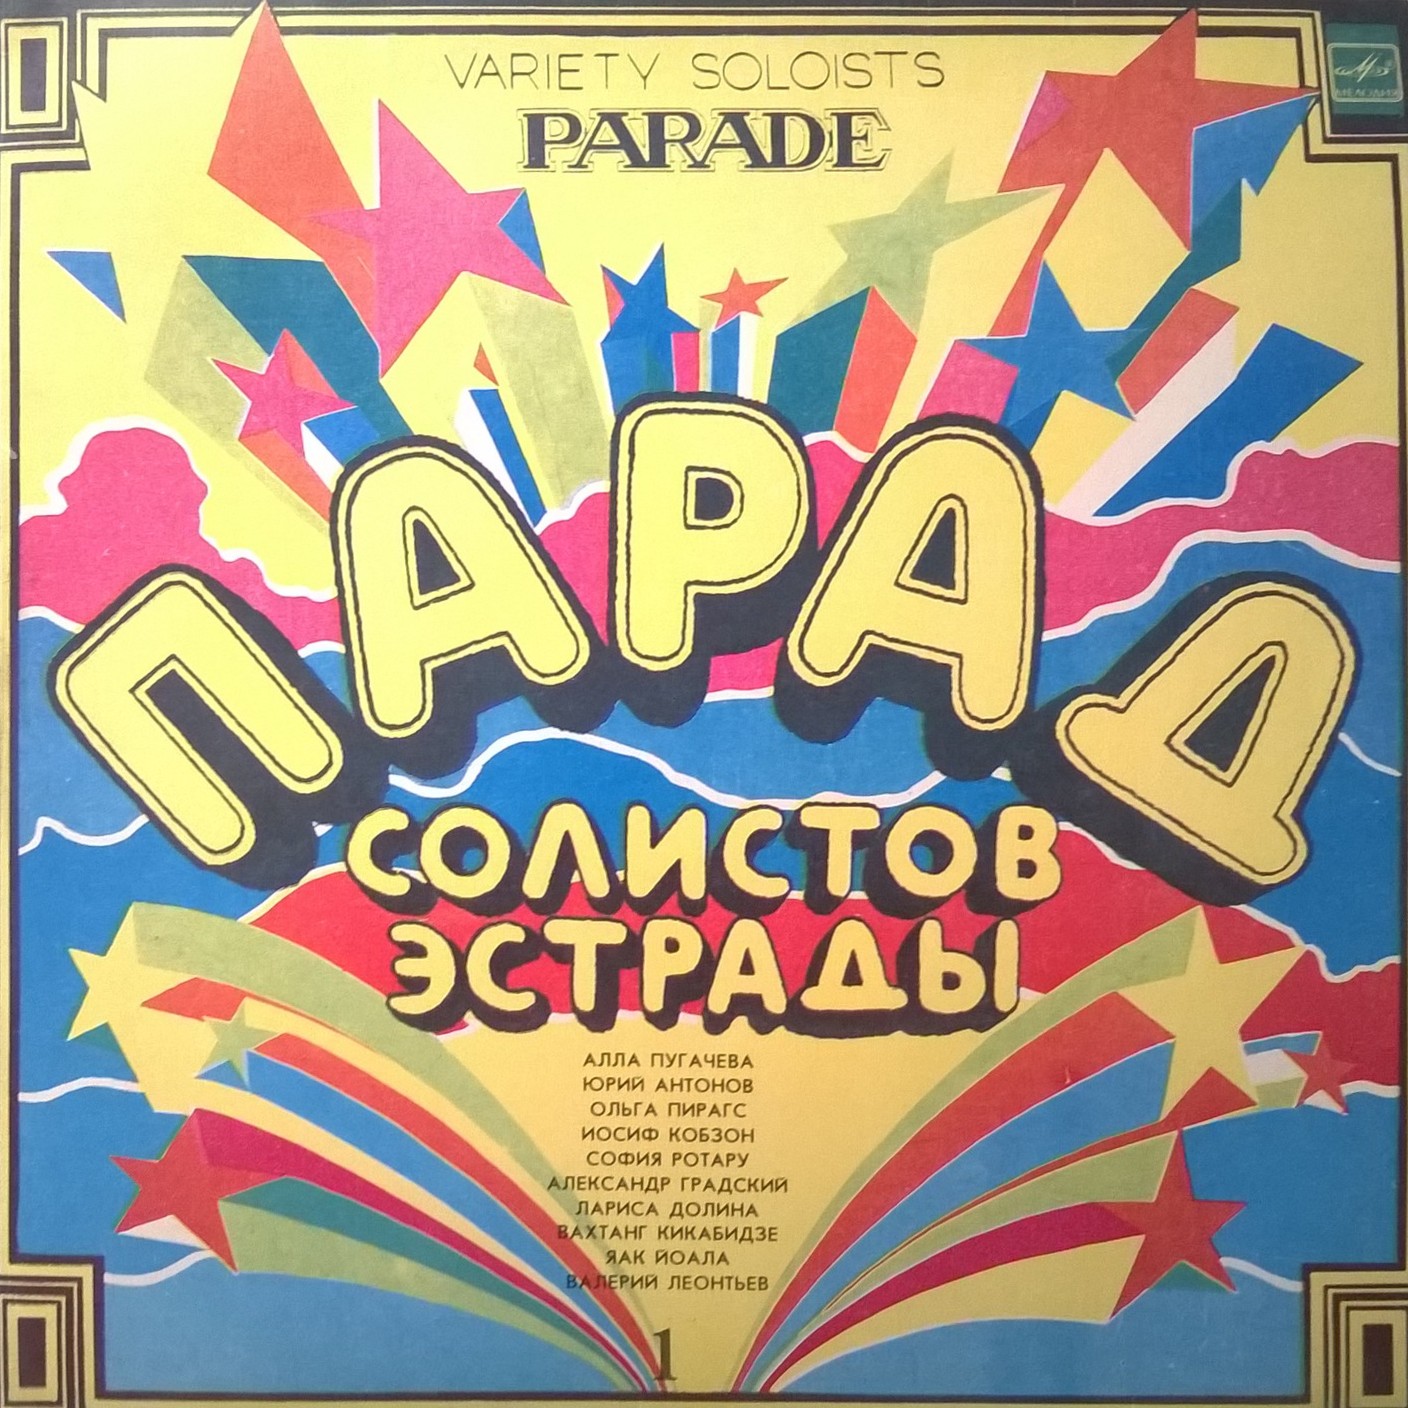 VARIETY SOLOISTS
PARADE
МЕЛОДИЯ
ПАРАД
СОЛИСТОВ
ЭСТРАДЫ
АЛЛА ПУГАЧЕВА
ЮРИЙ АНТОНОВ
ОЛЬГА ПИРАГС
ИОСИФ КОБЗОН
СОФИЯ РОТАРУ
АЛЕКСАНДР ГРАДСКИЙ
ЛАРИСА ДОЛИНА
ВАХТАНГ КИКАБИДЗЕ
ЯАК ЙОАЛА
ВАЛЕРИЙ ЛЕОНТЬЕВ
1